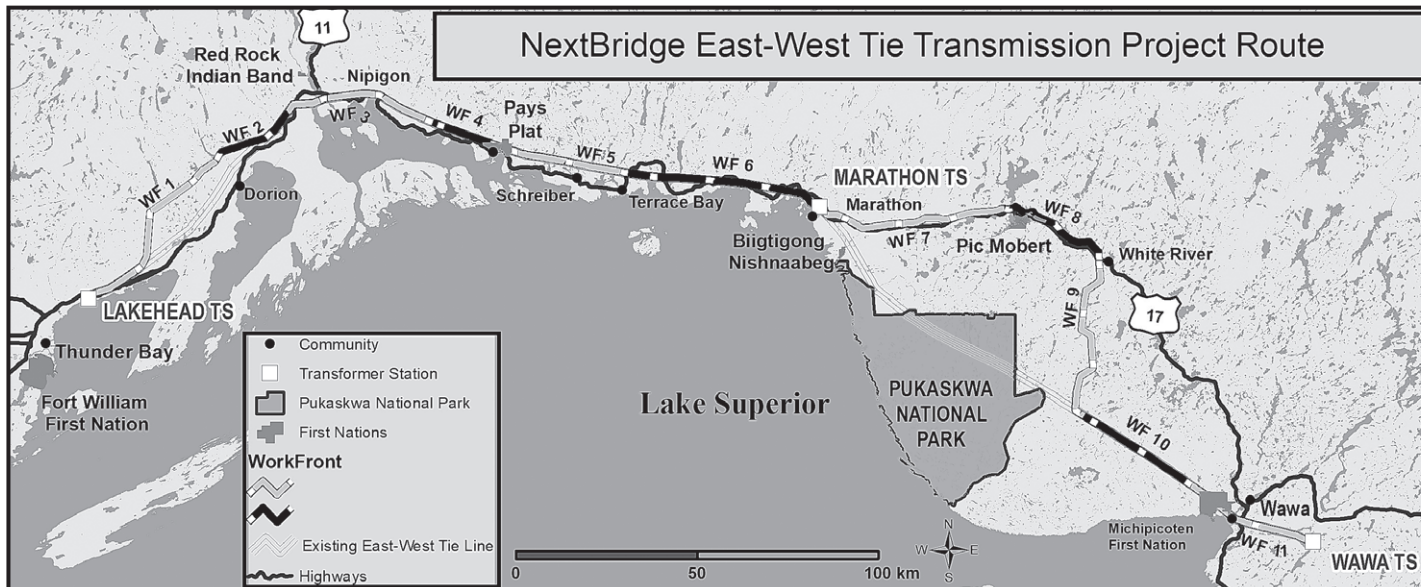 NextBridge East-West Tie Transmission Project Route
11
Red Rock
Indian Band
Nipigon
WF 1
WF 2
WF 3
WF 4
Pays
Plat
WF 5
WF 6
Dorion
Schreiber
Terrace Bay
MARATHON TS
Marathon
Biigtigong
Nishnaabeg
WF 7
Pic Mobert
WF 8
White River
WF 9
17
LAKEHEAD TS
Thunder Bay
Fort William
First Nation
Lake Superior
PUKASKWA
NATIONAL
PARK
WF 10
Wawa
Michipicoten
First Nation
WF 11
WAWA TS
Community
Transformer Station
Pukaskwa National Park
First Nations
WorkFront
Existing East-West Tie Line
Highways
N
W
E
S
0 50 100 km